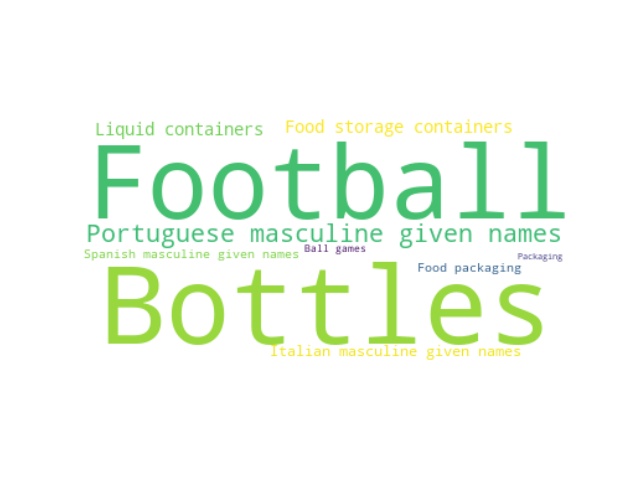 Liquid containers
Food storage containers
Football
Portuguese masculine given names
Spanish masculine given names
Ball games
Packaging
Food packaging
Bottles
Italian masculine given names